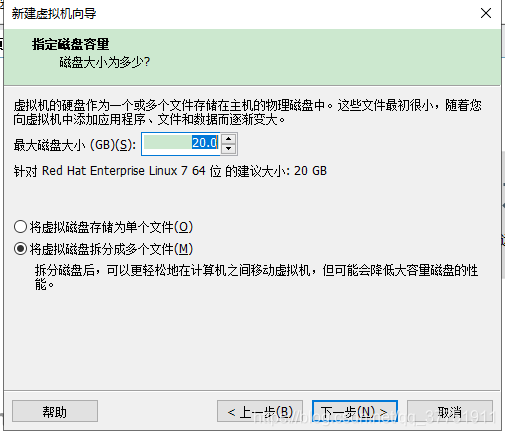 新建虚拟机向导
指定磁盘容量
磁盘大小为多少?
虚拟机的硬盘作为一个或多个文件存储在主机的物理磁盘中。这些文件最初很小，随着您
向虚拟机中添加应用程序、文件和数据而逐渐变大。
最大磁盘大小 (GB)(S): 20.0
针对 Red Hat Enterprise Linux 7 64 位 的建议大小: 20 GB
将虚拟磁盘存储为单个文件(O)
将虚拟磁盘拆分成多个文件(M)
拆分磁盘后，可以更轻松地在计算机之间移动虚拟机，但可能会降低大容量磁盘的性
能。
帮助 < 上一步(B) 下一步(N) > 取消